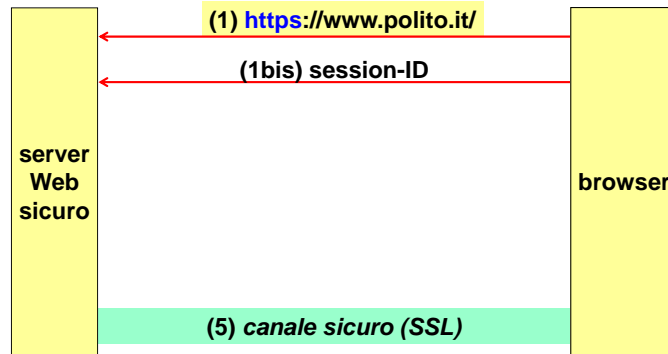 (1) https://www.polito.it/
(1bis) session-ID
server
Web
sicuro
browser
(5) canale sicuro (SSL)